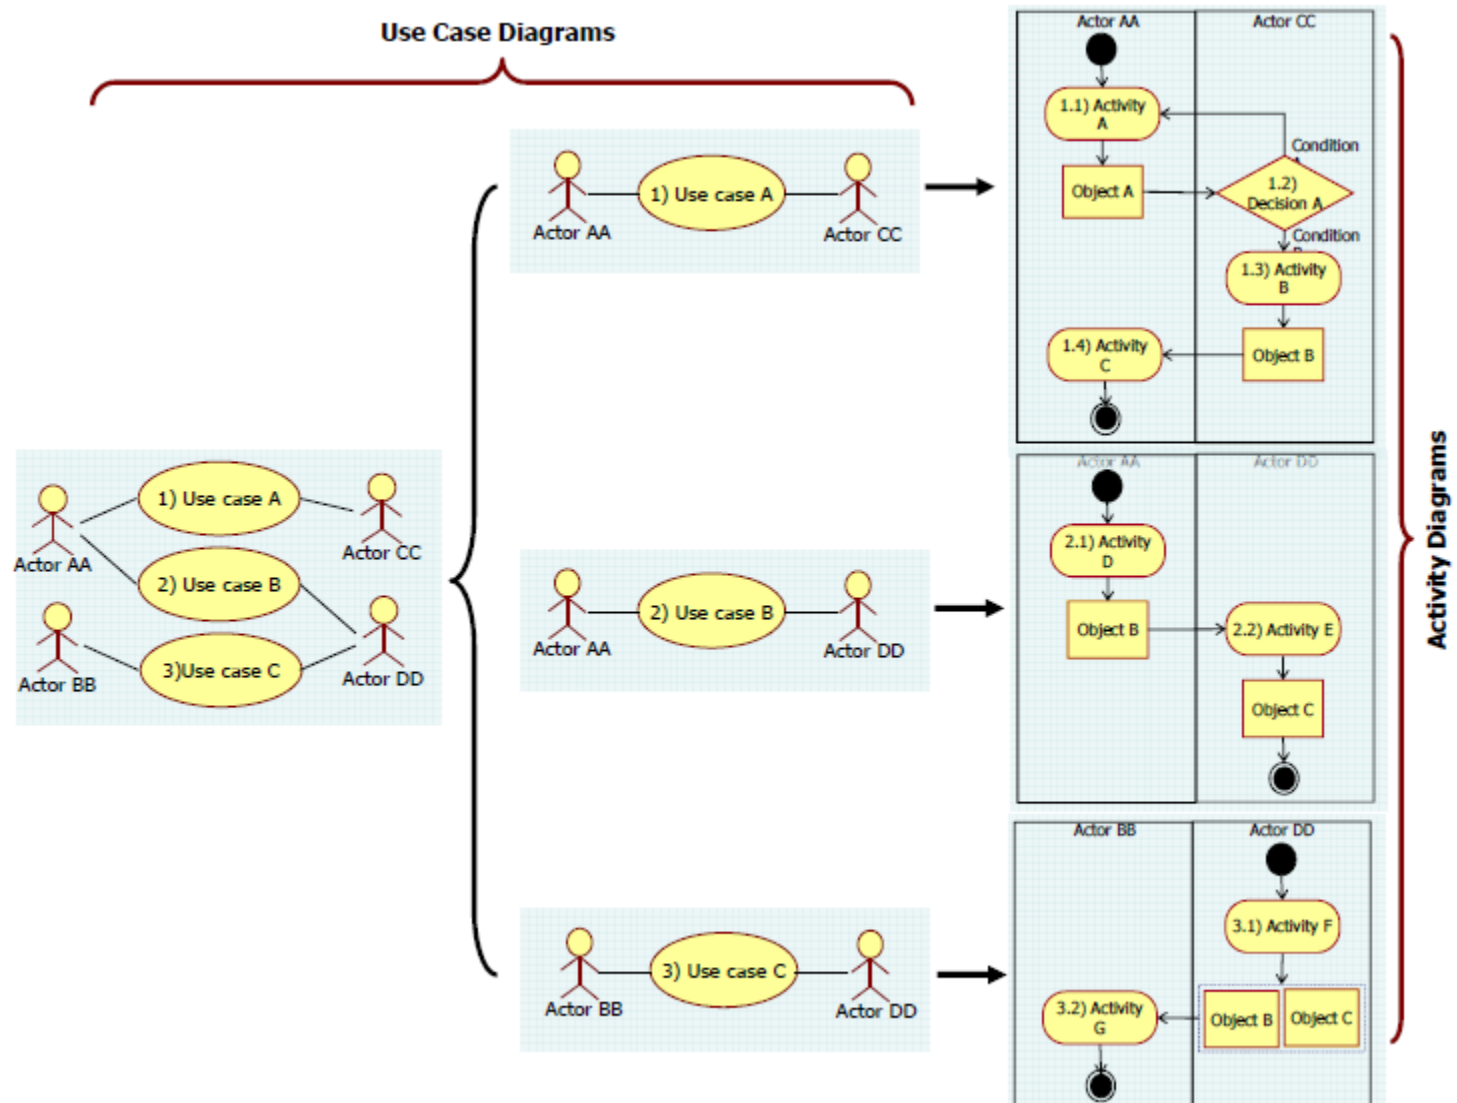 Use Case Diagrams
Actor AA
Actor CC
1.1) Activity
A
Condition
Object A
1.2)
Decision A
Condition
1.3) Activity
B
1.4) Activity
C
Object B
1) Use case A
Actor AA
Actor CC
1) Use case A
Actor AA
Actor CC
2) Use case B
3)Use case C
Actor BB
Actor DD
2) Use case B
Actor AA
Actor DD
Actor AA
Actor DD
2.1) Activity
D
Object B
2.2) Activity E
Object C
3) Use case C
Actor BB
Actor DD
Actor BB
Actor DD
3.1) Activity F
3.2) Activity
G
Object B
Object C
Activity Diagrams